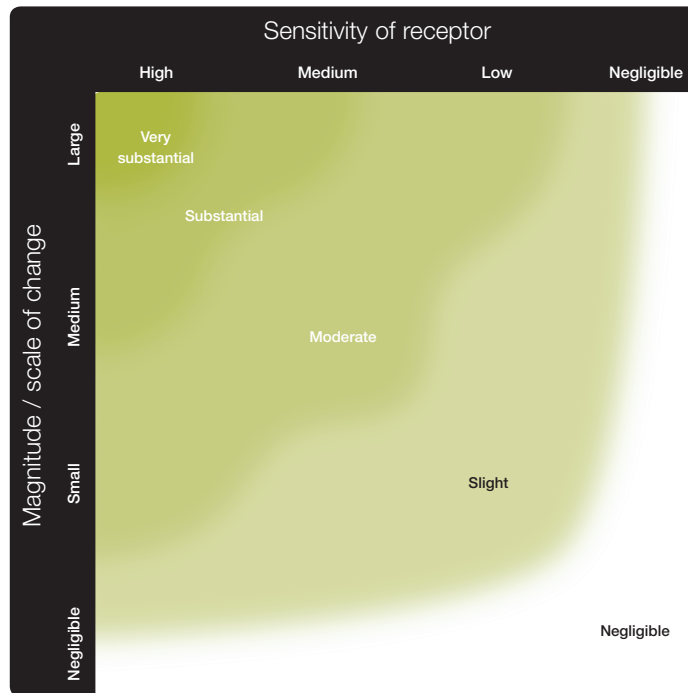 Sensitivity of receptor
High Medium Low Negligible
Magnitude / scale of change
Large
Medium
Small
Negligible
Very
substantial
Substantial
Moderate
Slight
Negligible